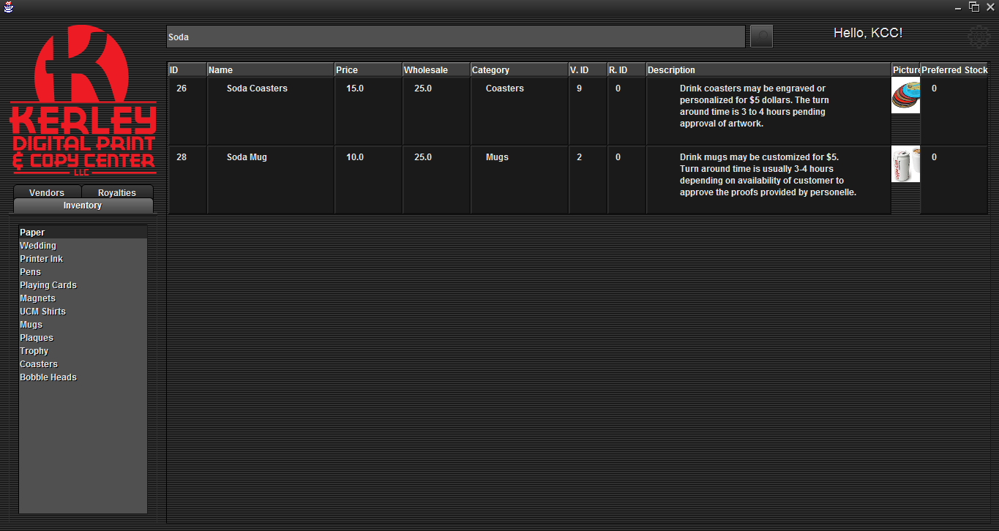 Soda
Hello, KCC!
KERLEY
DIGITAL PRINT
& COPY CENTER
LLC
Vendors Royalties
Inventory
Paper
Wedding
Printer Ink
Pens
Playing Cards
Magnets
UCM Shirts
Mugs
Plaques
Trophy
Coasters
Bobble Heads
ID Name Price Wholesale Category V. ID R. ID Description Picture Preferred Stock
26 Soda Coasters 15.0 25.0 Coasters 9 0 Drink coasters may be engraved or 0
personalized for $5 dollars. The turn
around time is 3 to 4 hours pending
approval of artwork.
28 Soda Mug 10.0 25.0 Mugs 2 0 Drink mugs may be customized for $5. 0
Turn around time is usually 3-4 hours
depending on availability of customer to
approve the proofs provided by personelle.